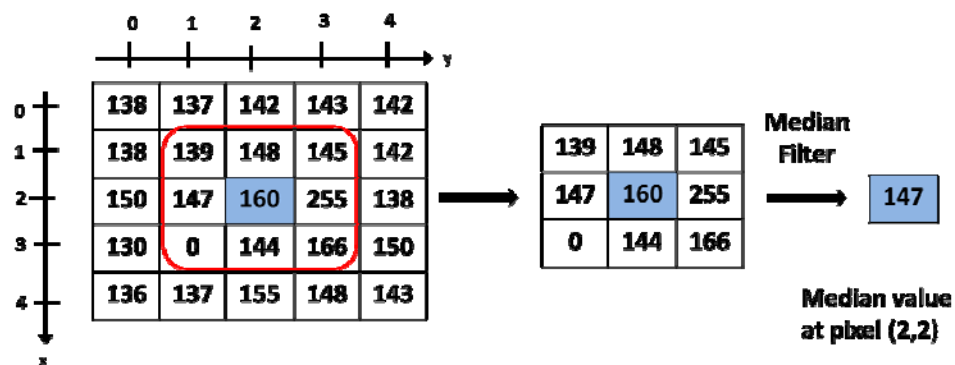 0 1 2 3 4
y
0 138 137 142 143 142
1 138 139 148 145 142
2 150 147 160 255 138
3 130 0 144 166 150
4 136 137 155 148 143
x
139 148 145
147 160 255
0 144 166
Median
Filter
147
Median value
at pixel (2,2)